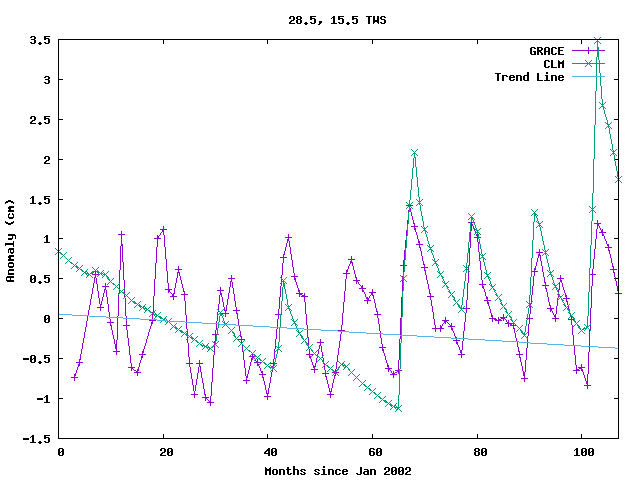 28.5, 15.5 TWS
GRACE
CLM
Trend Line
3.5
3
2.5
2
1.5
1
0.5
0
-0.5
-1
-1.5
Anomaly (cm)
0 20 40 60 80 100
Months since Jan 2002